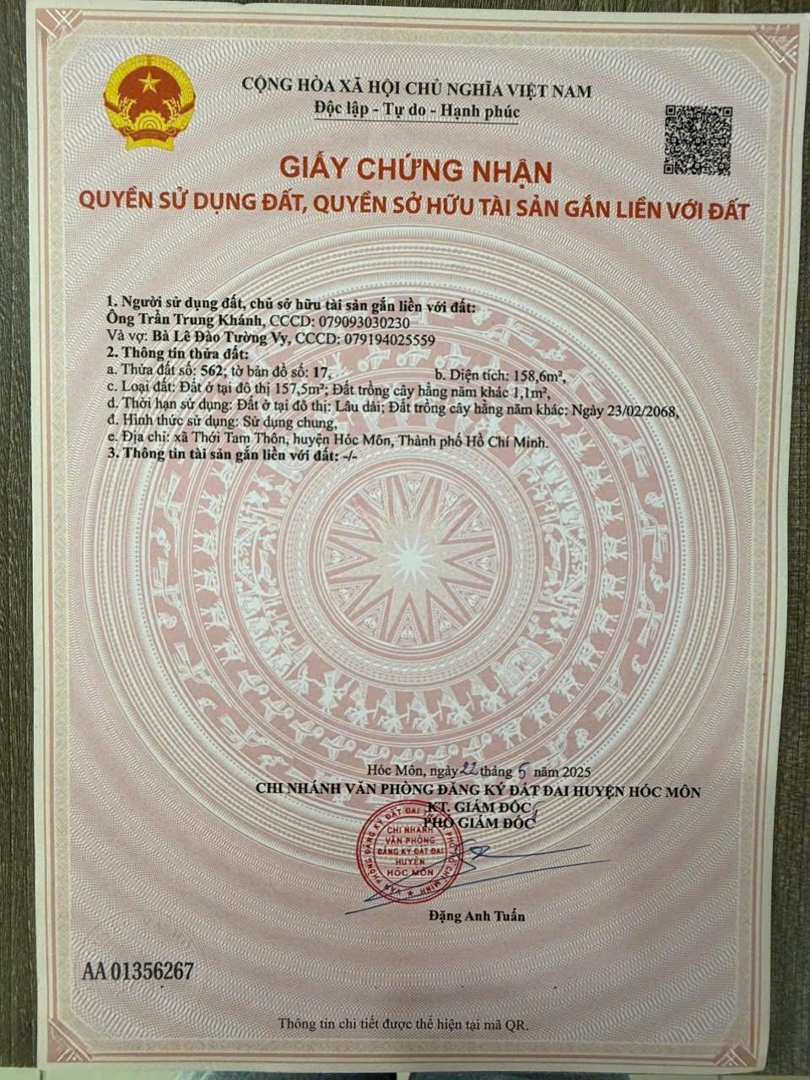 CỘNG HÒA XÃ HỘI CHỦ NGHĨA VIỆT NAM
Độc lập - Tự do - Hạnh phúc
GIẤY CHỨNG NHẬN
QUYỀN SỬ DỤNG ĐẤT, QUYỀN SỞ HỮU TÀI SẢN GẮN LIỀN VỚI ĐẤT
1. Người sử dụng đất, chủ sở hữu tài sản gắn liền với đất:
Ông Trần Trung Khánh, CCCD: 079093030230
Và vợ: Bà Lê Đào Tường Vy, CCCD: 079194025559
2. Thông tin thửa đất:
a. Thửa đất số: 562; tờ bản đồ số: 17, b. Diện tích: 158,6m²,
c. Loại đất: Đất ở tại đô thị 157,5m²; Đất trồng cây hằng năm khác 1,1m²,
d. Thời hạn sử dụng: Đất ở tại đô thị: Lâu dài; Đất trồng cây hằng năm khác: Ngày 23/02/2068,
đ. Hình thức sử dụng: Sử dụng chung,
e. Địa chỉ: xã Thới Tam Thôn, huyện Hóc Môn, Thành phố Hồ Chí Minh.
3. Thông tin tài sản gắn liền với đất: -/-
Hóc Môn, ngày 22 tháng 5 năm 2025
CHI NHÁNH VĂN PHÒNG ĐĂNG KÝ ĐẤT ĐAI HUYỆN HÓC MÔN
KT. GIÁM ĐỐC
PHÓ GIÁM ĐỐC
CHI NHÁNH
VĂN PHÒNG
ĐĂNG KÝ ĐẤT ĐAI
HUYỆN
HÓC MÔN
Đặng Anh Tuấn
AA 01356267
Thông tin chi tiết được thể hiện tại mã QR.